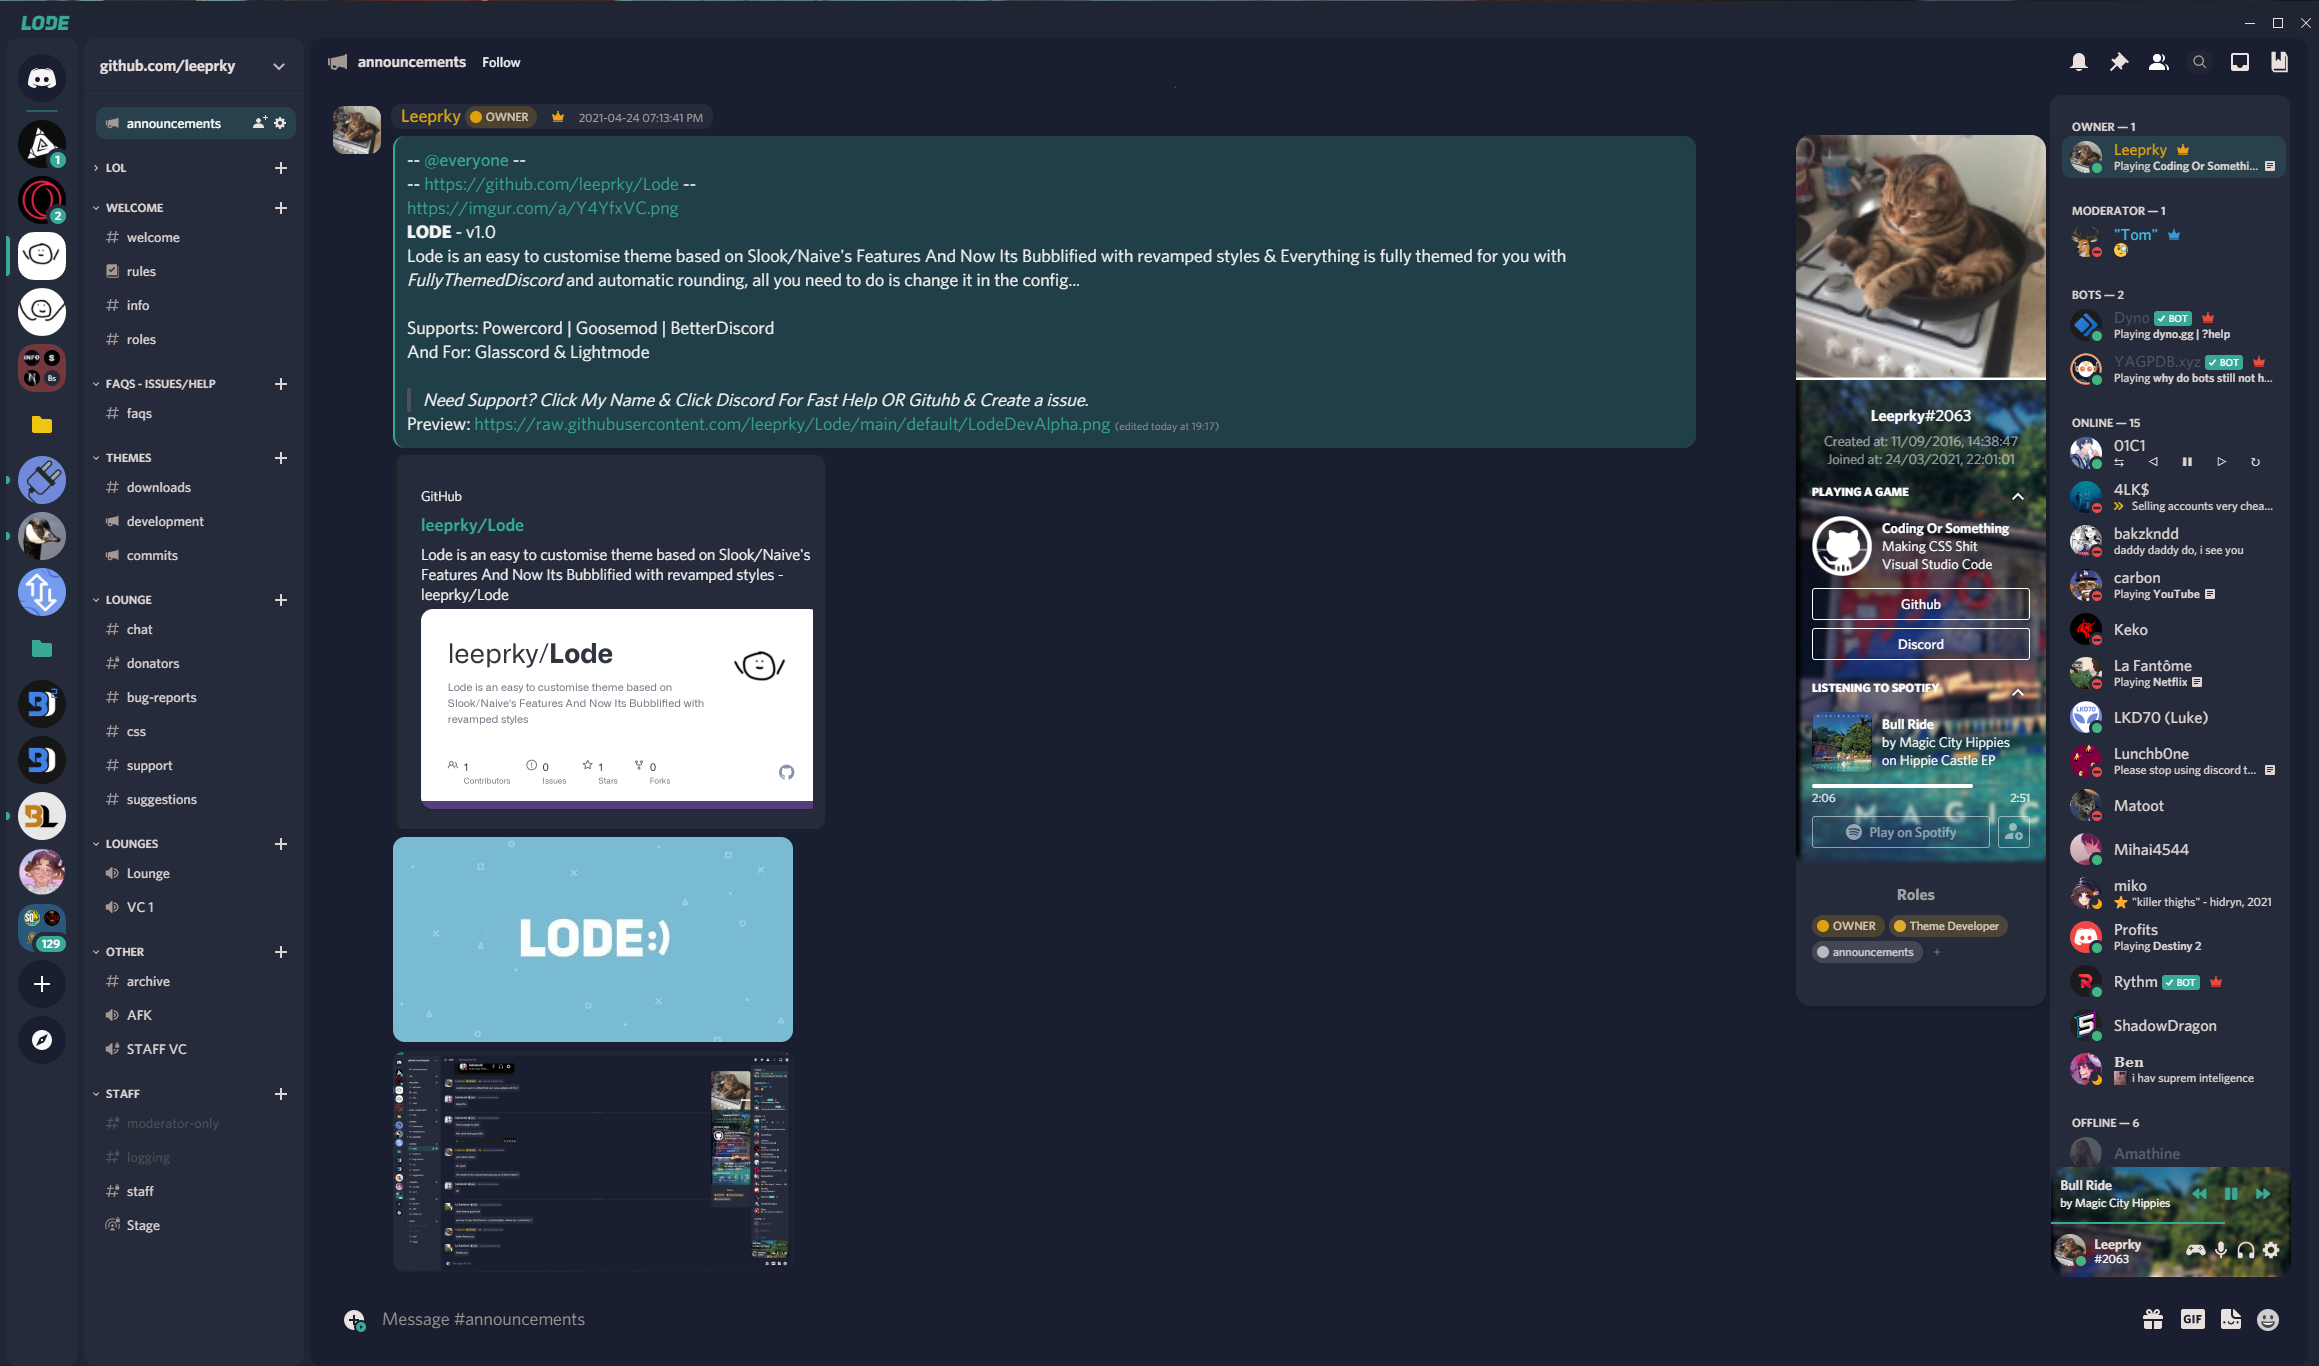 LODE
github.com/leeprky
announcements
LOL
WELCOME
welcome
rules
info
roles
FAQS - ISSUES/HELP
faqs
THEMES
downloads
development
commits
LOUNGE
chat
donators
bug-reports
css
support
suggestions
LOUNGES
Lounge
VC 1
OTHER
archive
AFK
STAFF VC
STAFF
moderator-only
logging
staff
Stage
1
2
INFO
S
N
Bs
LKD70
129
announcements Follow
Leeprky OWNER 2021-04-24 07:13:41 PM
-- @everyone --
-- https://github.com/leeprky/Lode --
https://imgur.com/a/Y4YfxVC.png
LODE - v1.0
Lode is an easy to customise theme based on Slook/Naive's Features And Now Its Bubblified with revamped styles & Everything is fully themed for you with
FullyThemedDiscord and automatic rounding, all you need to do is change it in the config...
Supports: Powercord | Goosemod | BetterDiscord
And For: Glasscord & Lightmode
Need Support? Click My Name & Click Discord For Fast Help OR Gituhb & Create a issue.
Preview: https://raw.githubusercontent.com/leeprky/Lode/main/default/LodeDevAlpha.png (edited today at 19:17)
GitHub
leeprky/Lode
Lode is an easy to customise theme based on Slook/Naive's
Features And Now Its Bubblified with revamped styles -
leeprky/Lode
leeprky/Lode
Lode is an easy to customise theme based on
Slook/Naive's Features And Now Its Bubblified with
revamped styles
1 0 1 0
Contributors Issues Stars Forks
LODE:)
Message #announcements
GIF
Leeprky#2063
Created at: 11/09/2016, 14:38:47
Joined at: 24/03/2021, 22:01:01
PLAYING A GAME
Coding Or Something
Making CSS Shit
Visual Studio Code
Github
Discord
LISTENING TO SPOTIFY
Bull Ride
by Magic City Hippies
on Hippie Castle EP
2:06 2:51
MAGIC
Play on Spotify
Roles
OWNER Theme Developer
announcements +
OWNER — 1
Leeprky
Playing Coding Or Somethi...
MODERATOR — 1
"Tom"
BOTS — 2
Dyno BOT
Playing dyno.gg | ?help
YAGPDB.xyz BOT
Playing why do bots still not h...
ONLINE — 15
01C1
4LK$
Selling accounts very chea...
bakzkndd
daddy daddy do, i see you
carbon
Playing YouTube
Keko
La Fantôme
Playing Netflix
LKD70 (Luke)
Lunchb0ne
Please stop using discord t...
Matoot
Mihai4544
miko
"killer thighs" - hidryn, 2021
Profits
Playing Destiny 2
Rythm BOT
ShadowDragon
Ben
i hav suprem inteligence
OFFLINE — 6
Amathine
Bull Ride
by Magic City Hippies
Leeprky
#2063